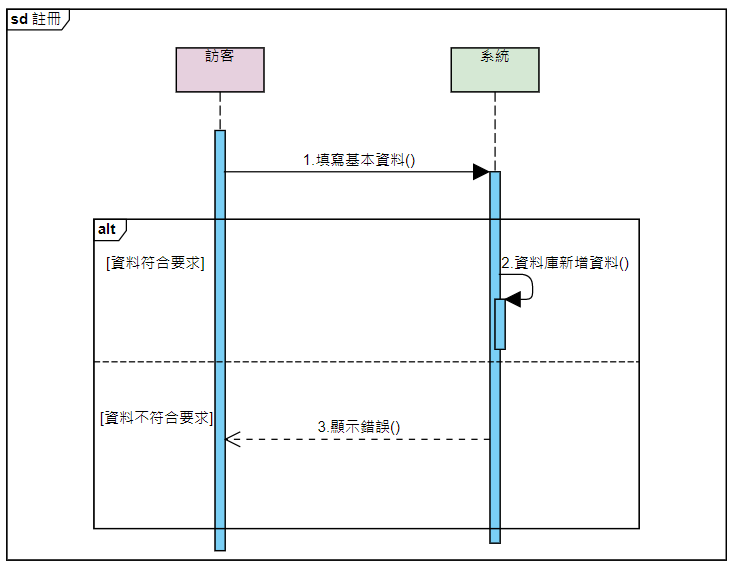 sd 註冊
訪客
系統
1.填寫基本資料()
alt
[資料符合要求]
2.資料庫新增資料()
[資料不符合要求]
3.顯示錯誤()